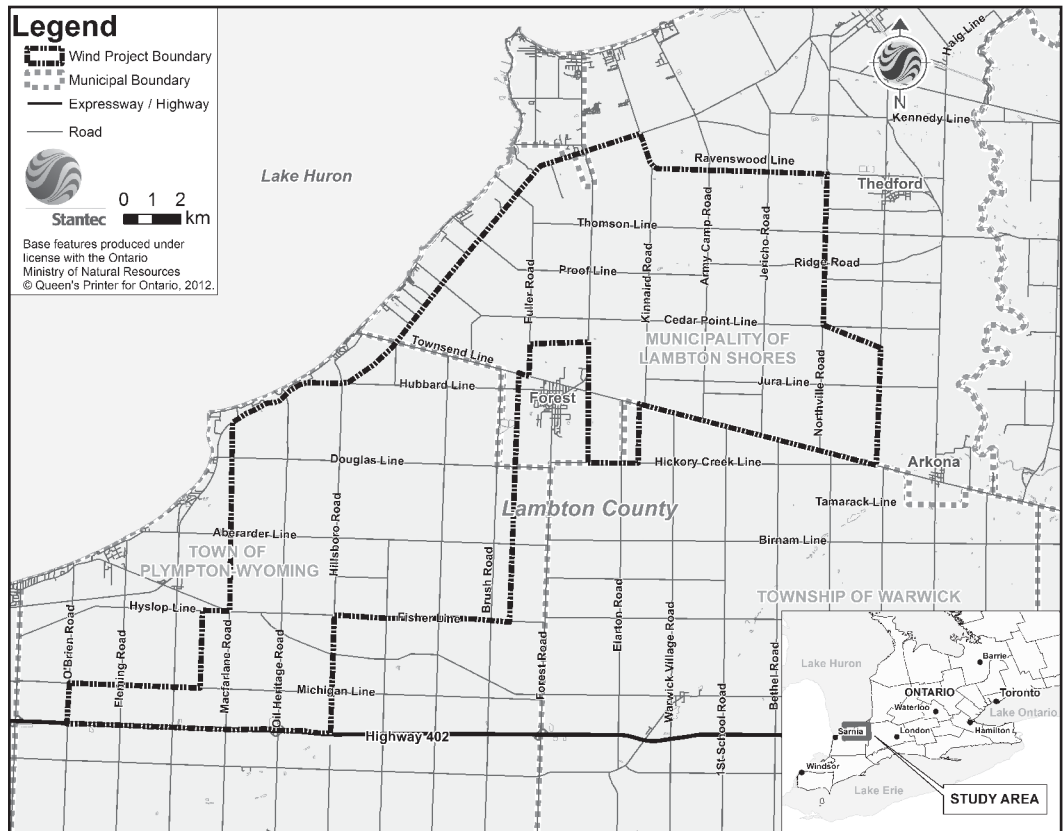 Legend
Wind Project Boundary
Municipal Boundary
Expressway / Highway
Road
Stantec
0 1 2
km
Base features produced under
license with the Ontario
Ministry of Natural Resources
© Queen's Printer for Ontario, 2012.
N
Haig Line
Kennedy Line
Lake Huron
Ravenswood Line
Thedford
Thomson Line
Army Camp Road
Jericho Road
Kinnaird Road
Fuller Road
Proof Line
Ridge Road
Cedar Point Line
MUNICIPALITY OF
LAMBTON SHORES
Townsend Line
Hubbard Line
Forest
Jura Line
Northville Road
Douglas Line
Hickory Creek Line
Arkona
Tamarack Line
Lambton County
Hillsboro Road
Aberarder Line
TOWN OF
PLYMPTON-WYOMING
Birnam Line
Brush Road
TOWNSHIP OF WARWICK
Hyslop Line
Fisher Line
O'Brien Road
Fleming Road
Macfarlane Road
Oil Heritage Road
Forest Road
Elarton Road
Warwick Village Road
Bethel Road
1St School Road
Michigan Line
Highway 402
Lake Huron
Barrie
ONTARIO
Toronto
Waterloo
Lake Ontario
Sarnia
London
Hamilton
Windsor
Lake Erie
STUDY AREA